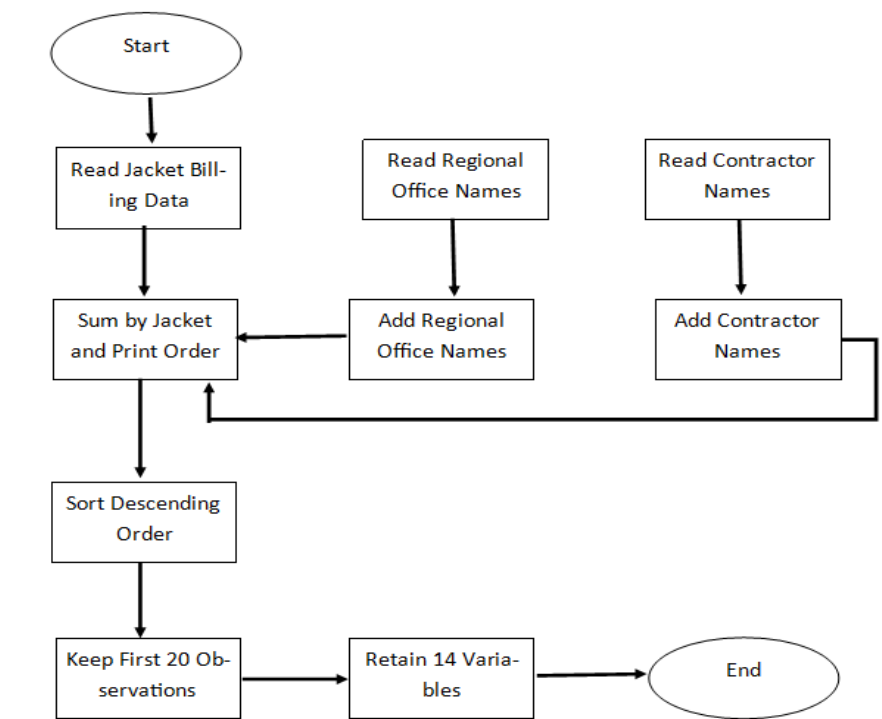 Start
Read Jacket Bill-
ing Data
Read Regional
Office Names
Read Contractor
Names
Sum by Jacket
and Print Order
Add Regional
Office Names
Add Contractor
Names
Sort Descending
Order
Keep First 20 Ob-
servations
Retain 14 Varia-
bles
End